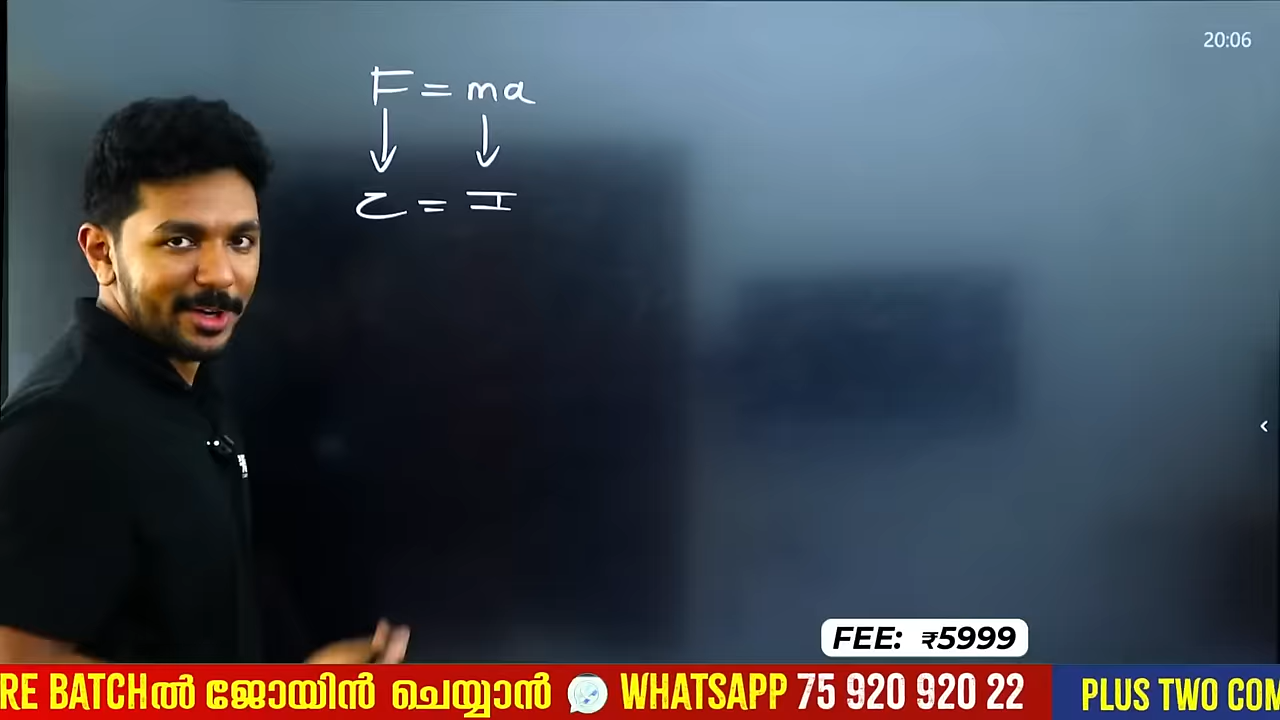 20:06
F = ma
↓ ↓
τ = I
FEE: ₹5999
RE BATCHൽ ജോയിൻ ചെയ്യാൻ WHATSAPP 75 920 920 22 PLUS TWO COM